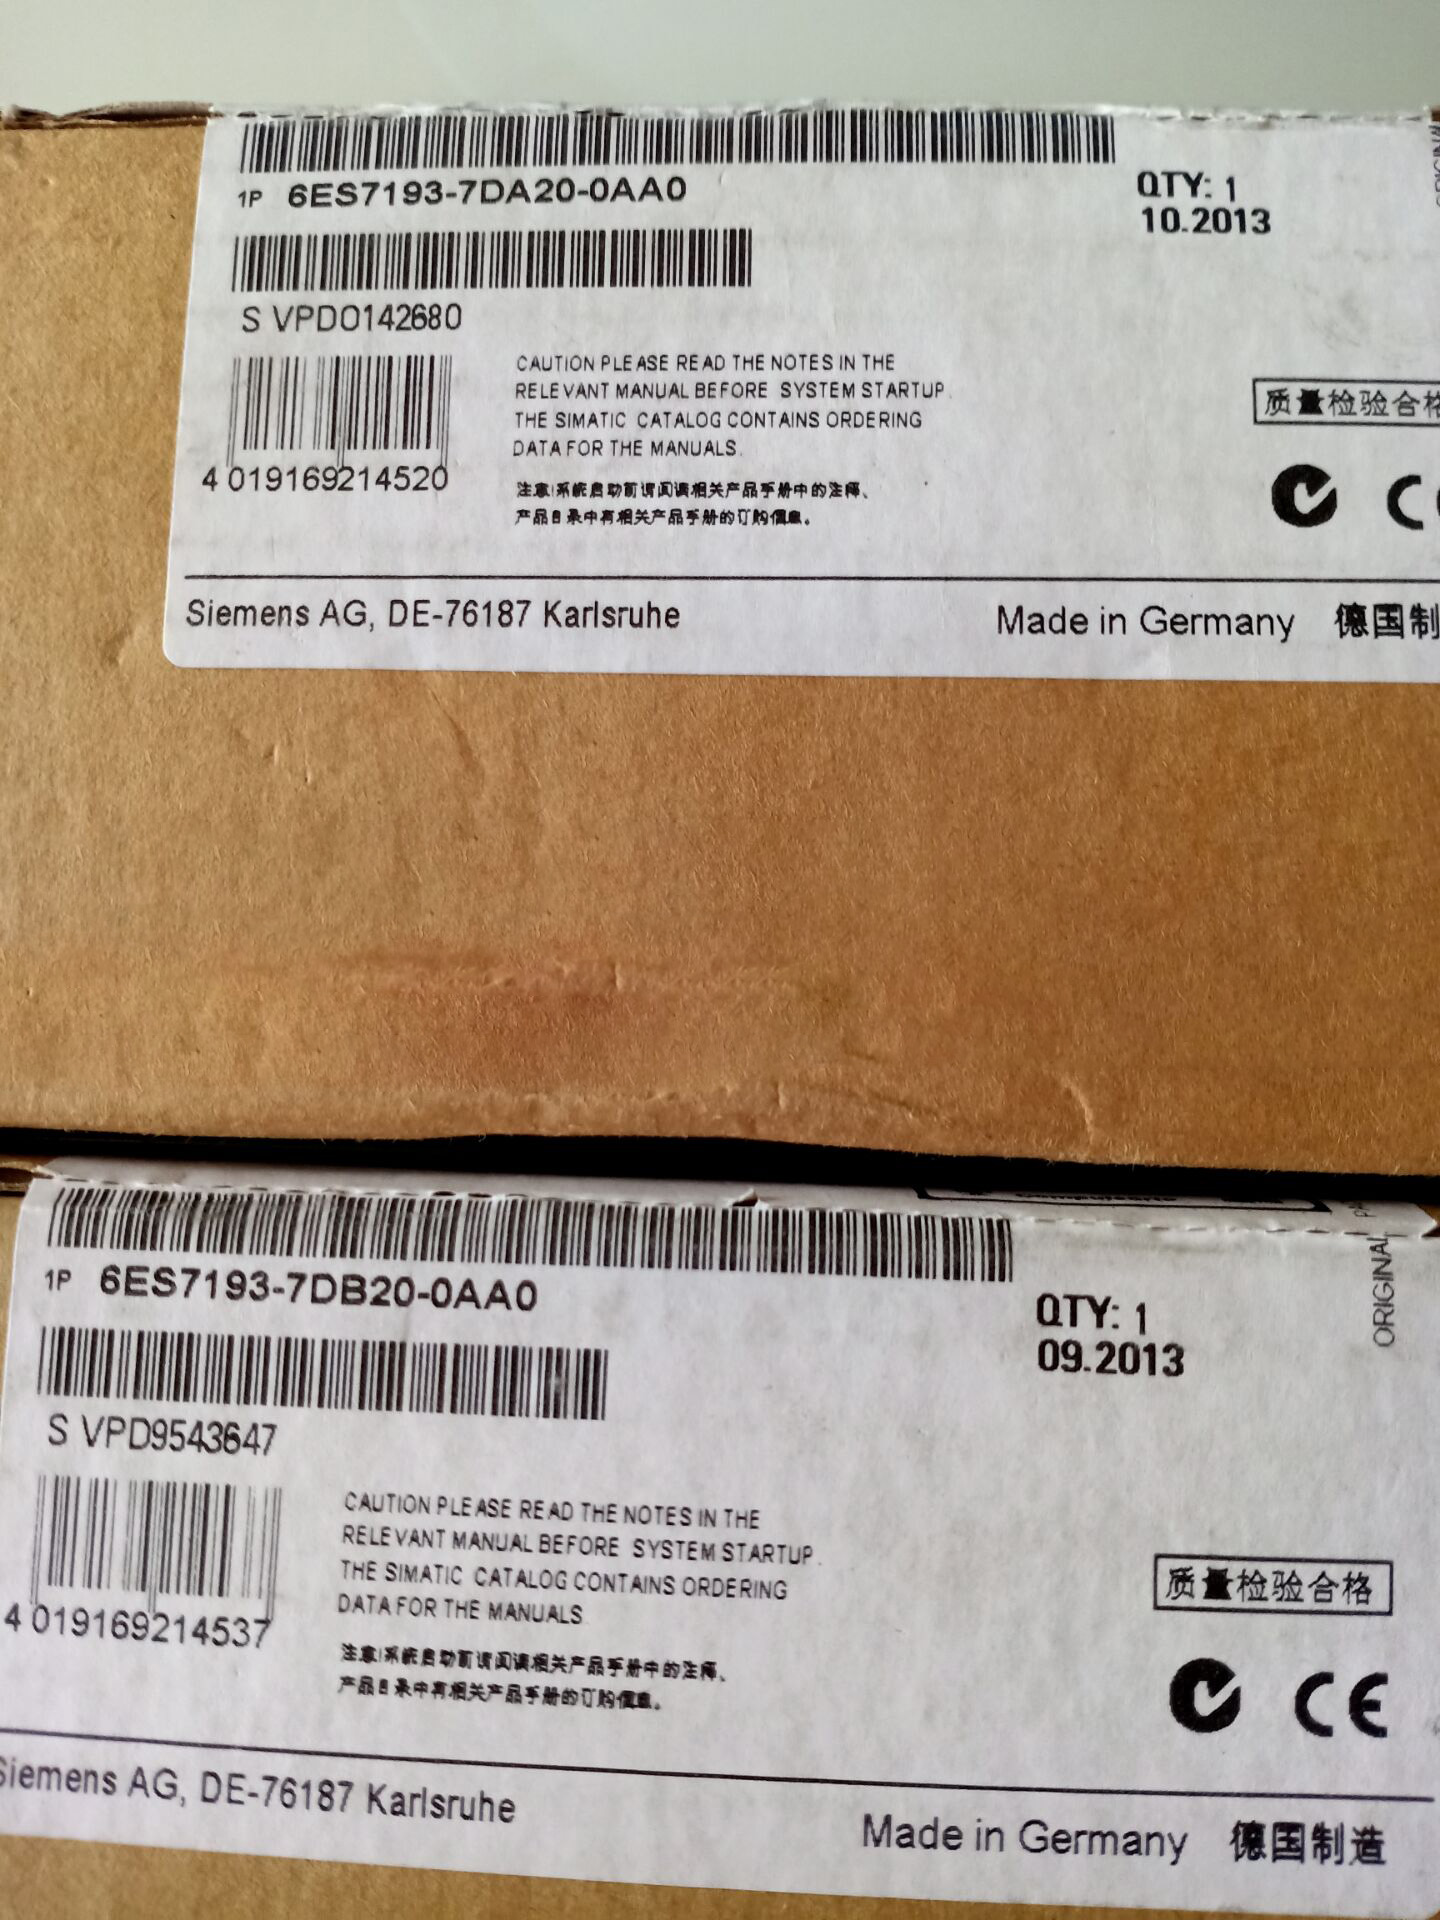 1P 6ES7193-7DA20-0AA0
QTY: 1
10.2013
S VPDO142680
CAUTION PLEASE READ THE NOTES IN THE
RELEVANT MANUAL BEFORE SYSTEM STARTUP.
THE SIMATIC CATALOG CONTAINS ORDERING
DATA FOR THE MANUALS.
质量检验合格
4 019169214520
注意!系统启动前请阅读相关产品手册中的注释、
产品目录中有相关产品手册的订购信息。
CE
Siemens AG, DE-76187 Karlsruhe
Made in Germany 德国制
1P 6ES7193-7DB20-0AA0
QTY: 1
09.2013
ORIGINAL
S VPD9543647
CAUTION PLEASE READ THE NOTES IN THE
RELEVANT MANUAL BEFORE SYSTEM STARTUP.
THE SIMATIC CATALOG CONTAINS ORDERING
DATA FOR THE MANUALS.
质量检验合格
4 019169214537
注意!系统启动前请阅读相关产品手册中的注释、
产品目录中有相关产品手册的订购信息。
CE
Siemens AG, DE-76187 Karlsruhe
Made in Germany 德国制造